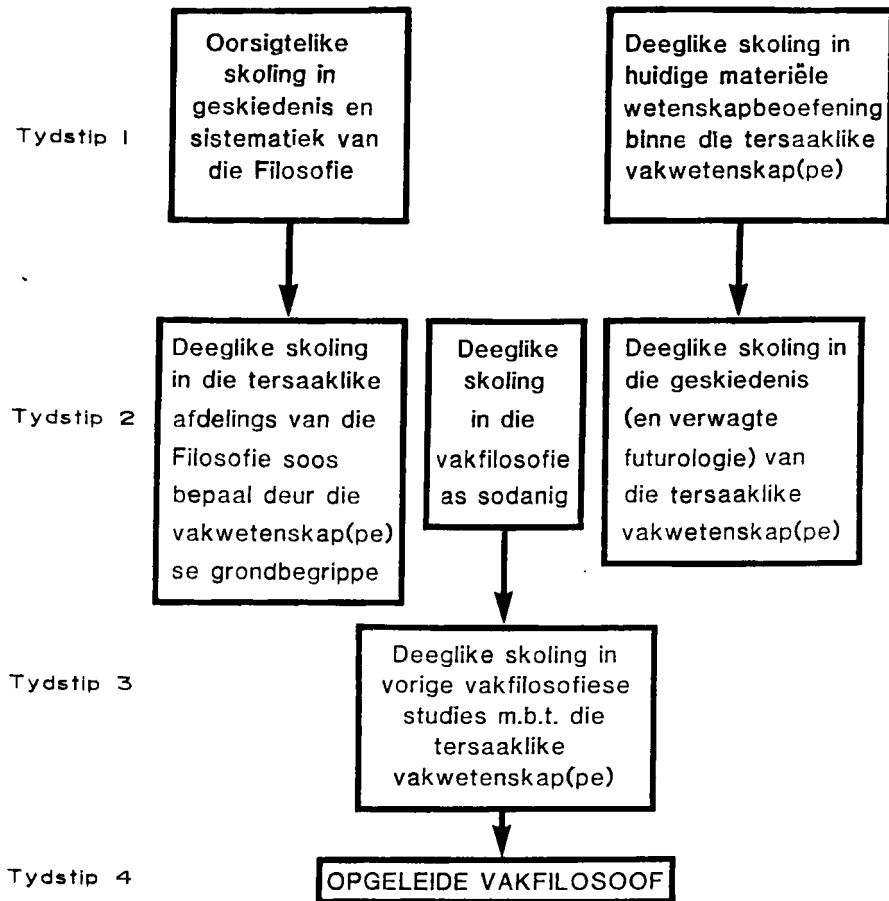 Tydstip 1
Oorsigtelike
skoling in
geskiedenis en
sistematiek van
die Filosofie
Deeglike skoling in
huidige materiële
wetenskapbeoefening
binne die tersaaklike
vakwetenskap(pe)
Tydstip 2
Deeglike skoling
in die tersaaklike
afdelings van die
Filosofie soos
bepaal deur die
vakwetenskap(pe)
se grondbegrippe
Deeglike
skoling
in die
vakfilosofie
as sodanig
Deeglike skoling in
die geskiedenis
(en verwagte
futurologie) van
die tersaaklike
vakwetenskap(pe)
Tydstip 3
Deeglike skoling in
vorige vakfilosofiese
studies m.b.t. die
tersaaklike
vakwetenskap(pe)
Tydstip 4
OPGELEIDE VAKFILOSOOF